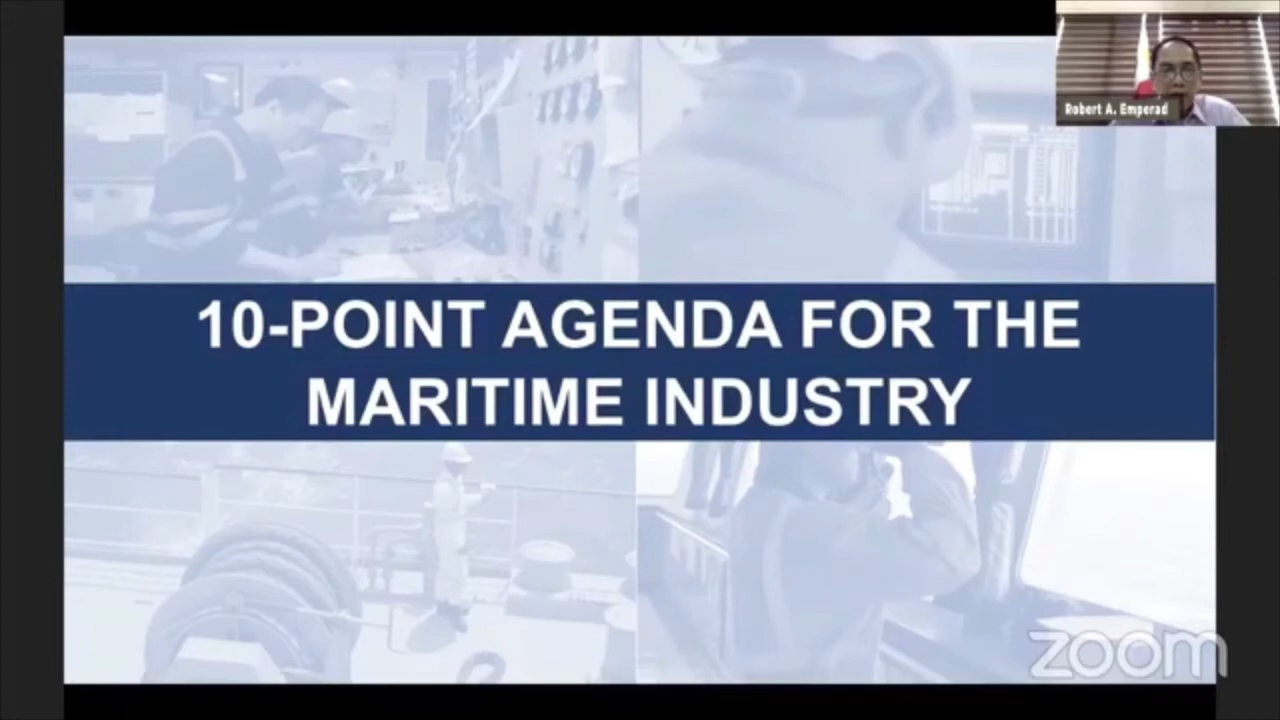 Robert A. Emperad
10-POINT AGENDA FOR THE
MARITIME INDUSTRY
zoom